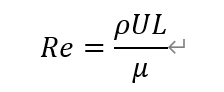 Re = ρUL / μ